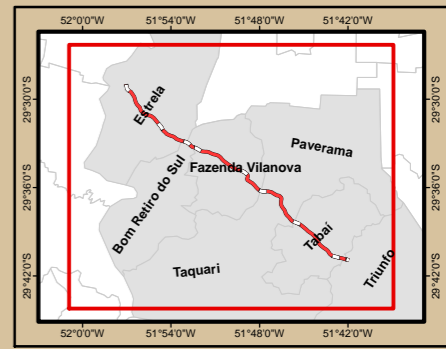 52°0'0"W 51°54'0"W 51°48'0"W 51°42'0"W
29°30'0"S
29°30'0"S
Estrela
Paverama
Fazenda Vilanova
29°36'0"S
29°36'0"S
Bom Retiro do Sul
Tabaí
Taquari
Triunfo
29°42'0"S
29°42'0"S
52°0'0"W 51°54'0"W 51°48'0"W 51°42'0"W